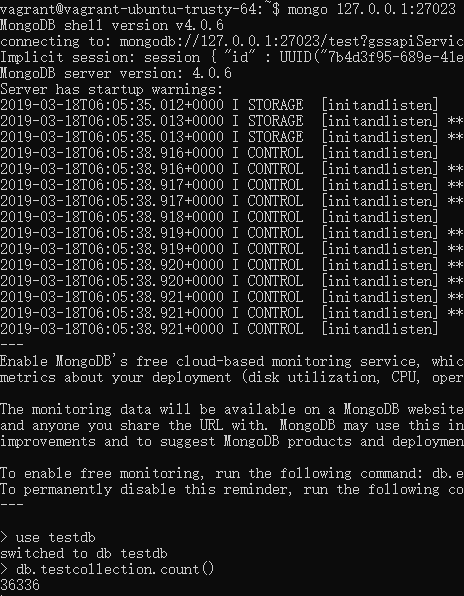 vagrant@vagrant-ubuntu-trusty-64:~$ mongo 127.0.0.1:27023
MongoDB shell version v4.0.6
connecting to: mongodb://127.0.0.1:27023/test?gssapiServic
Implicit session: session { "id" : UUID("7b4d3f95-689e-41e
MongoDB server version: 4.0.6
Server has startup warnings:
2019-03-18T06:05:35.012+0000 I STORAGE  [initandlisten]
2019-03-18T06:05:35.013+0000 I STORAGE  [initandlisten] **
2019-03-18T06:05:35.013+0000 I STORAGE  [initandlisten] **
2019-03-18T06:05:38.916+0000 I CONTROL  [initandlisten]
2019-03-18T06:05:38.916+0000 I CONTROL  [initandlisten] **
2019-03-18T06:05:38.917+0000 I CONTROL  [initandlisten] **
2019-03-18T06:05:38.917+0000 I CONTROL  [initandlisten] **
2019-03-18T06:05:38.918+0000 I CONTROL  [initandlisten]
2019-03-18T06:05:38.919+0000 I CONTROL  [initandlisten] **
2019-03-18T06:05:38.919+0000 I CONTROL  [initandlisten] **
2019-03-18T06:05:38.920+0000 I CONTROL  [initandlisten] **
2019-03-18T06:05:38.920+0000 I CONTROL  [initandlisten] **
2019-03-18T06:05:38.921+0000 I CONTROL  [initandlisten] **
2019-03-18T06:05:38.921+0000 I CONTROL  [initandlisten] **
2019-03-18T06:05:38.921+0000 I CONTROL  [initandlisten]
---
Enable MongoDB's free cloud-based monitoring service, whic
metrics about your deployment (disk utilization, CPU, oper
The monitoring data will be available on a MongoDB website
and anyone you share the URL with. MongoDB may use this in
improvements and to suggest MongoDB products and deploymen
To enable free monitoring, run the following command: db.e
To permanently disable this reminder, run the following co
---
> use testdb
switched to db testdb
> db.testcollection.count()
36336